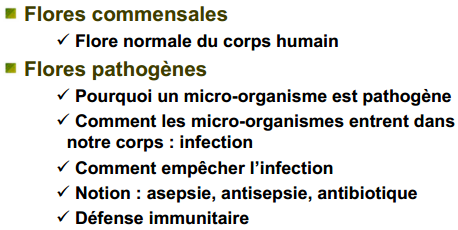 Flores commensales
✓ Flore normale du corps humain
Flores pathogènes
✓ Pourquoi un micro-organisme est pathogène
✓ Comment les micro-organismes entrent dans
notre corps : infection
✓ Comment empêcher l'infection
✓ Notion : asepsie, antisepsie, antibiotique
✓ Défense immunitaire